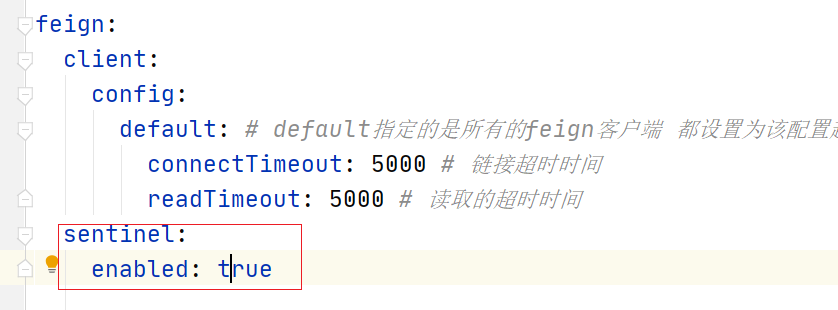 feign:
client:
config:
default: # default指定的是所有的feign客户端 都设置为该配置
connectTimeout: 5000 # 链接超时时间
readTimeout: 5000 # 读取的超时时间
sentinel:
enabled: true